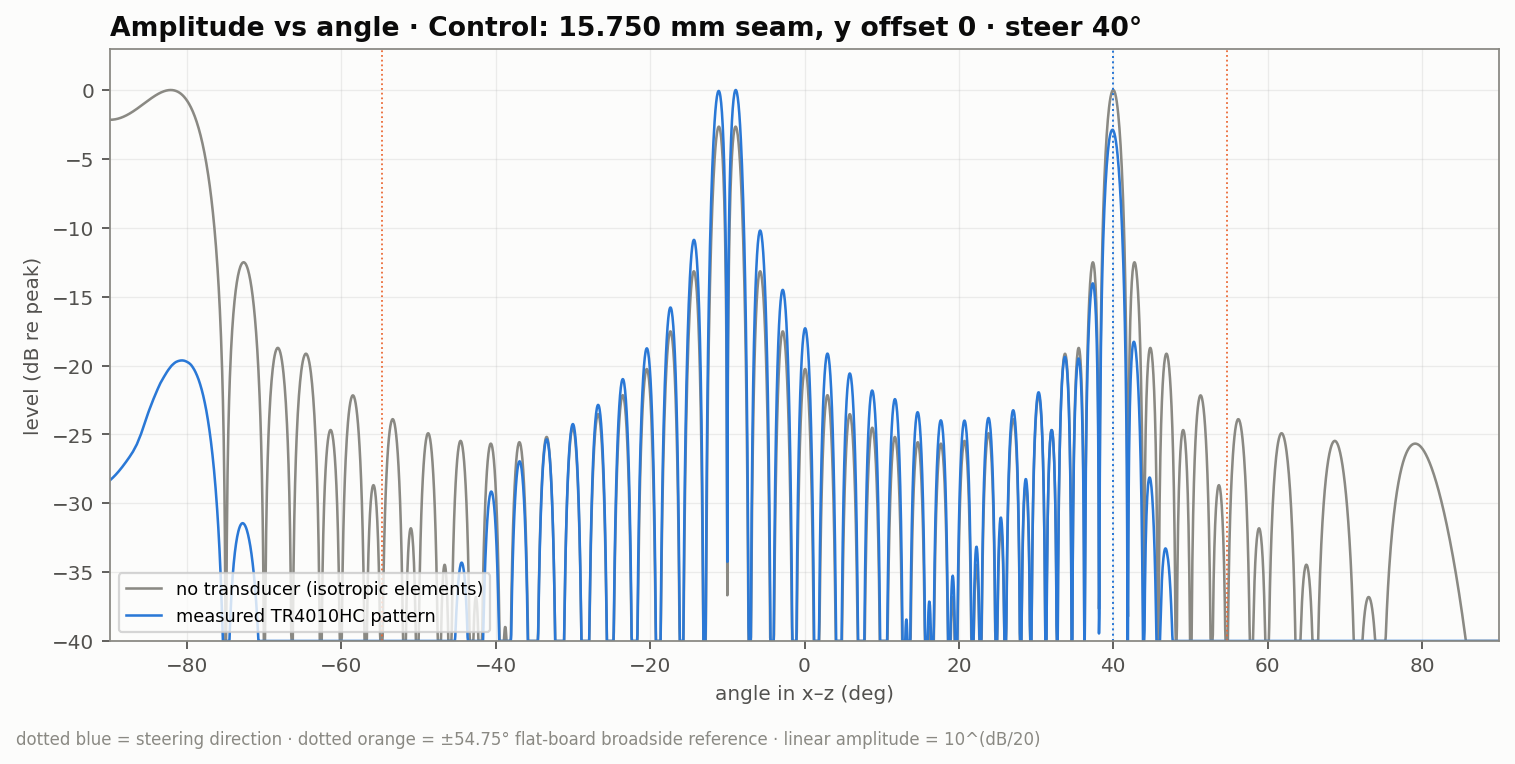 Amplitude vs angle · Control: 15.750 mm seam, y offset 0 · steer 40°
level (dB re peak)
0
−5
−10
−15
−20
−25
−30
−35
−40
no transducer (isotropic elements)
measured TR4010HC pattern
−80 −60 −40 −20 0 20 40 60 80
angle in x–z (deg)
dotted blue = steering direction · dotted orange = ±54.75° flat-board broadside reference · linear amplitude = 10^(dB/20)